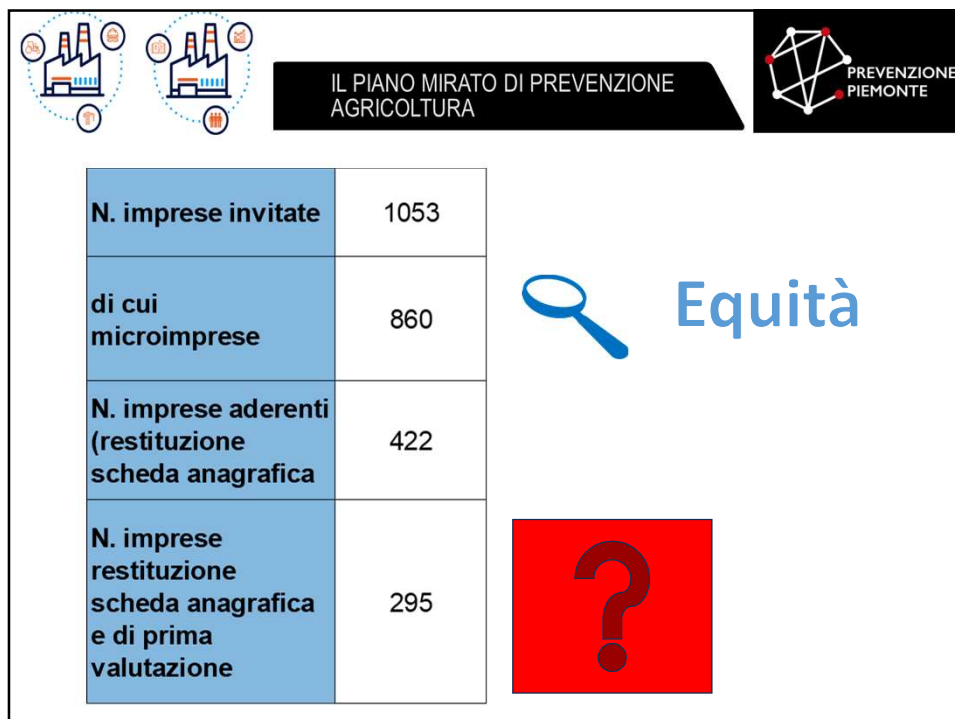 IL PIANO MIRATO DI PREVENZIONE
AGRICOLTURA
PREVENZIONE
PIEMONTE
N. imprese invitate 1053
di cui
microimprese 860
Equità
N. imprese aderenti
(restituzione
scheda anagrafica 422
N. imprese
restituzione
scheda anagrafica
e di prima
valutazione 295
?